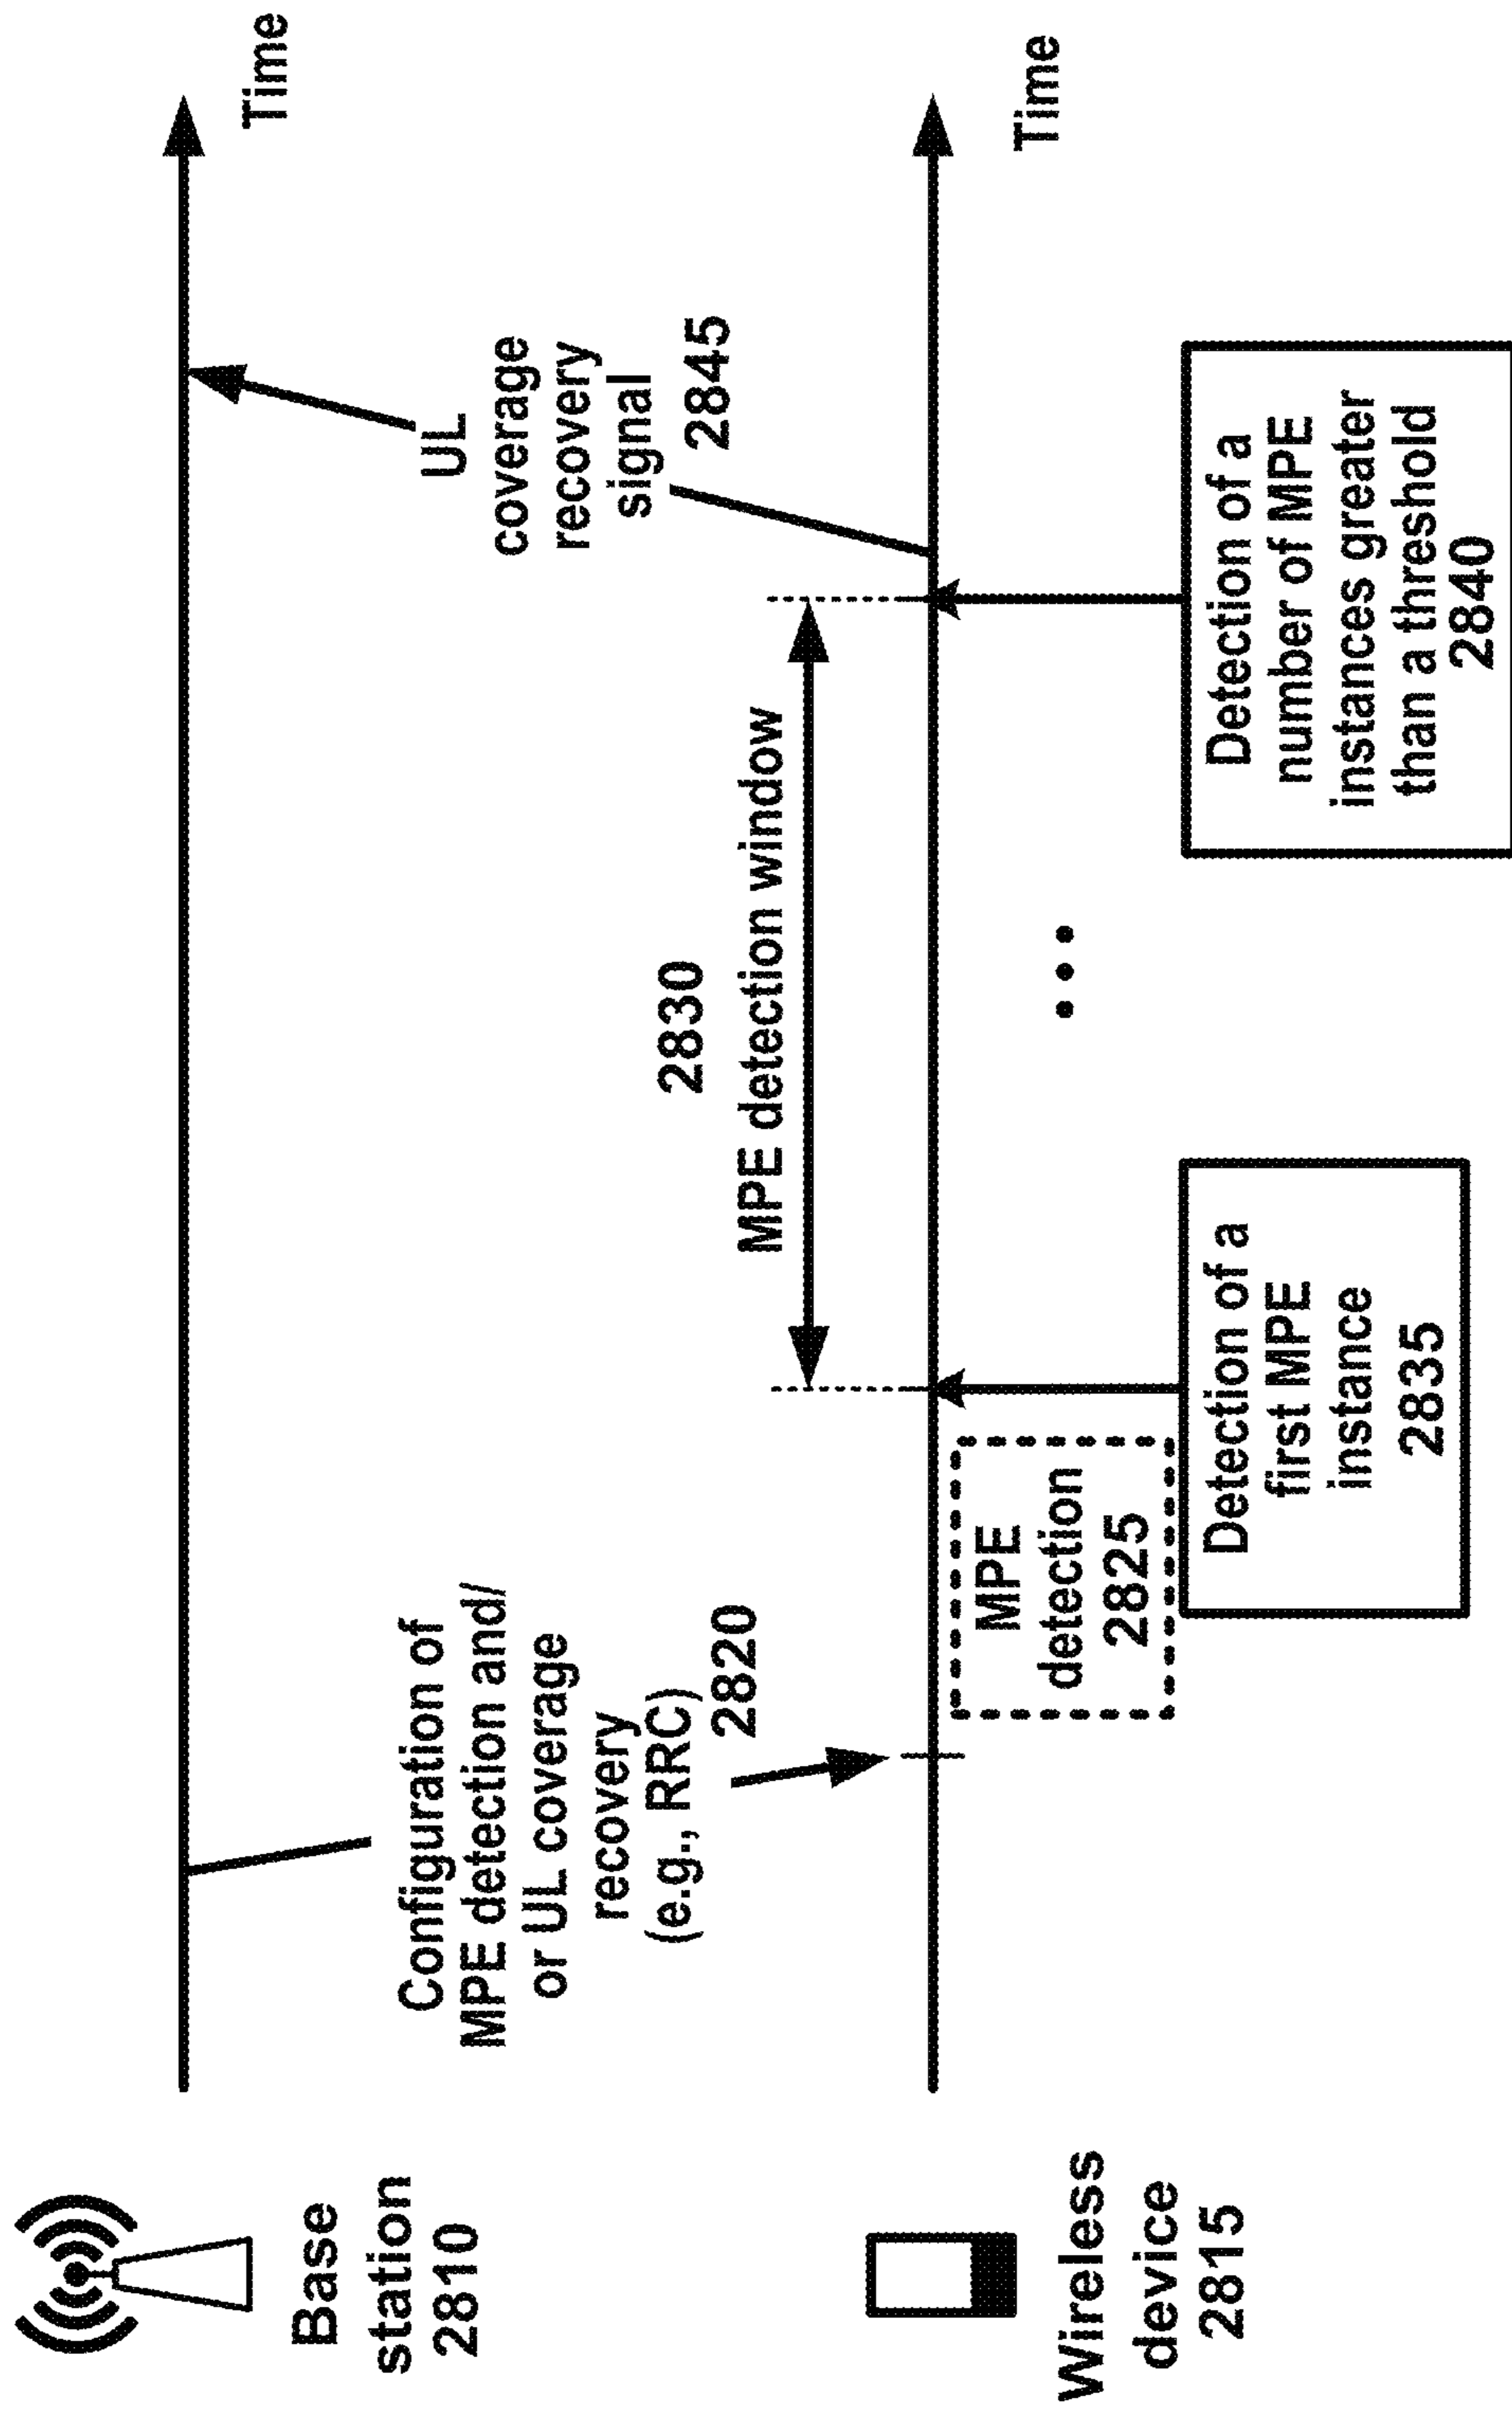 Base
station
2810
Time
Configuration of
MPE detection and/
or UL coverage
recovery
(e.g., RRC)
2820
UL
coverage
recovery
signal
2845
2830
MPE detection window
Wireless
device
2815
Time
MPE
detection
2825
Detection of a
first MPE
instance
2835
Detection of a
number of MPE
instances greater
than a threshold
2840